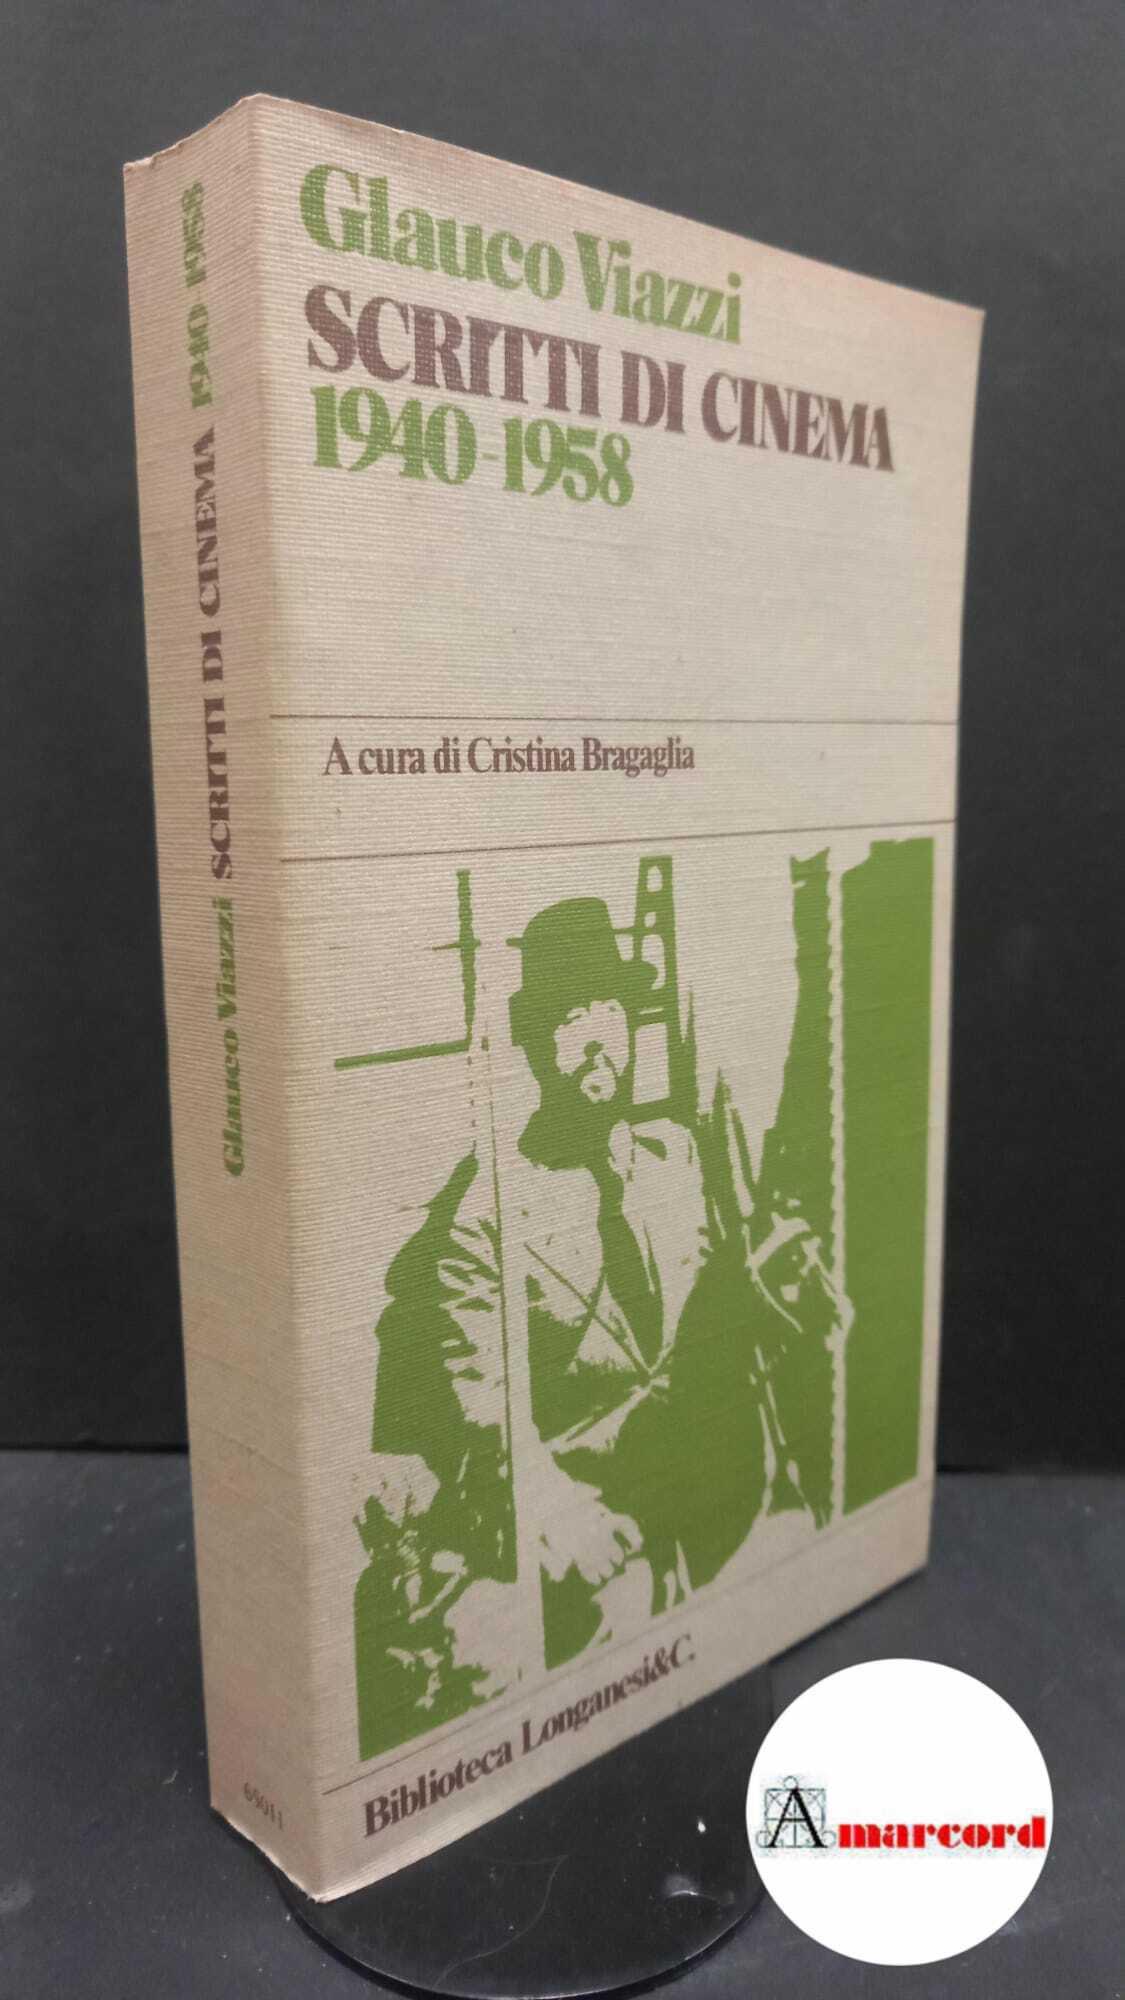 Glauco Viazzi
SCRITTI DI CINEMA
1940-1958
A cura di Cristina Bragaglia
Biblioteca Longanesi&C.
Glauco Viazzi SCRITTI DI CINEMA 1940-1958
65011
Amarcord